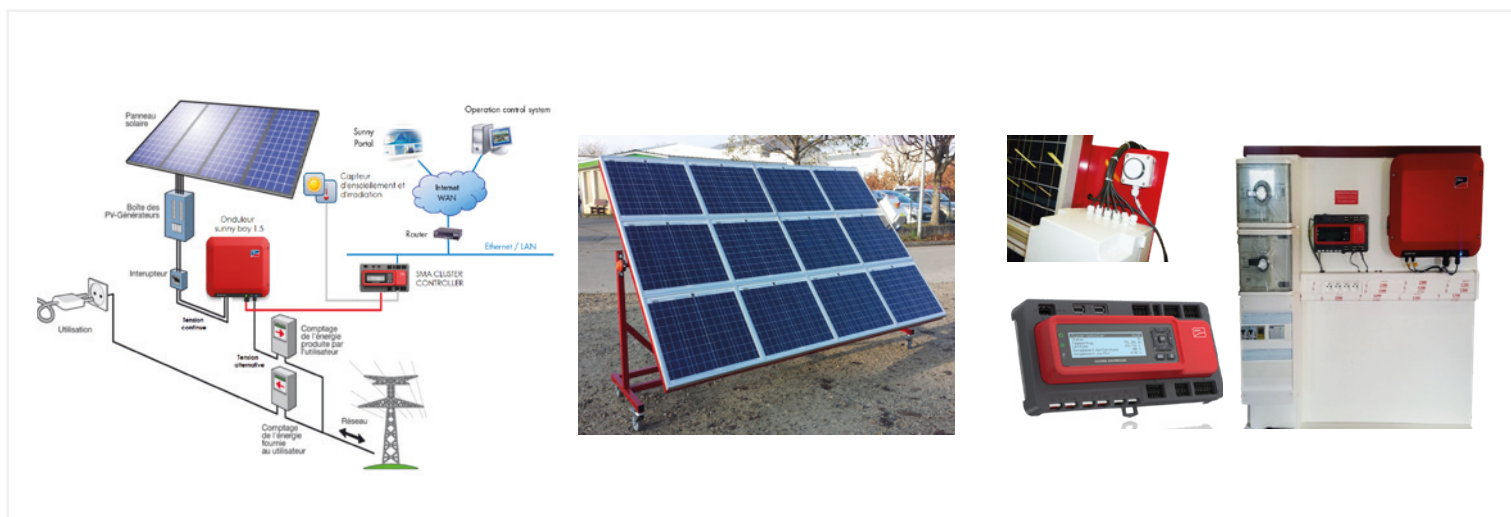 Panneau
solaire
Operation control system
Sunny
Portal
Capteur
d'ensoleillement et
d'irradiation
Internet
WAN
Boîte des
PV-Générateurs
Onduleur
sunny boy 1.5
Router
Ethernet / LAN
Interupteur
SMA CLUSTER
CONTROLLER
Utilisation
Tension
continue
Comptage
de l'énergie
produite par
l'utilisateur
Tension
alternative
Réseau
Comptage
de l'énergie
fournie
au utilisateur